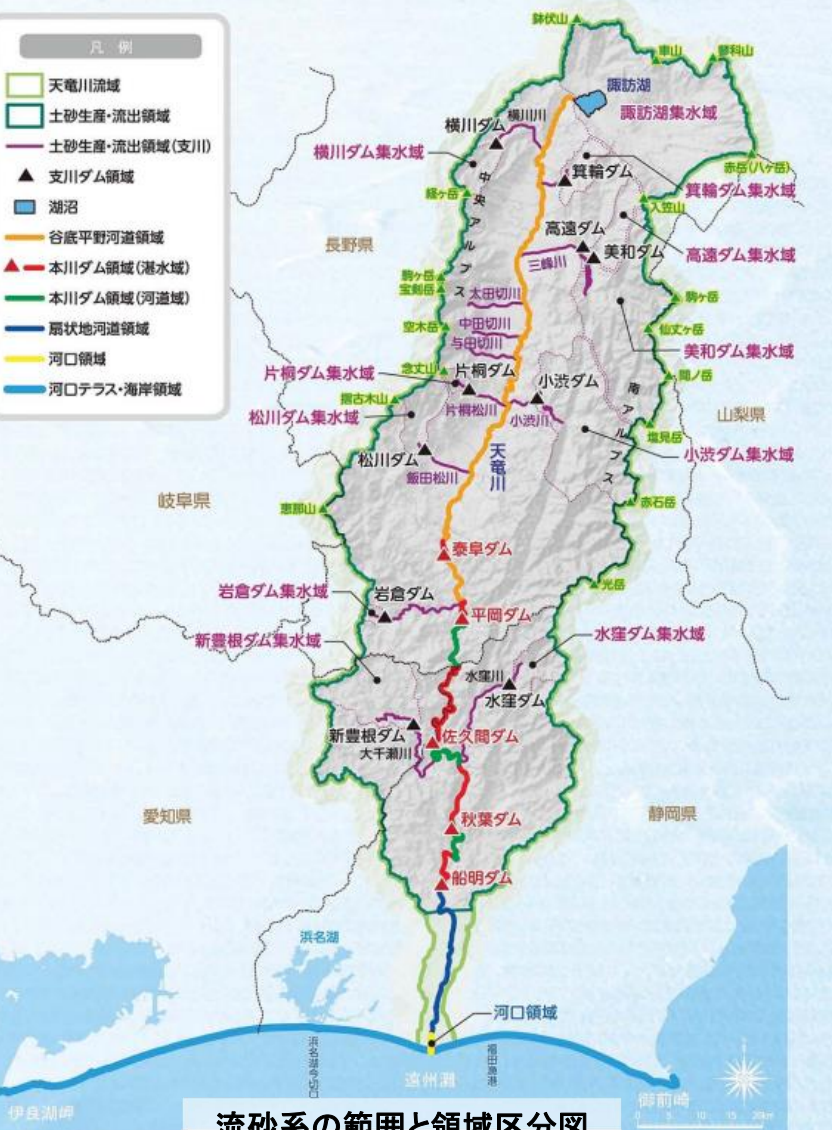 凡例
天竜川流域
土砂生産・流出領域
土砂生産・流出領域(支川)
支川ダム領域
湖沼
谷底平野河道領域
本川ダム領域(湛水域)
本川ダム領域(河道域)
扇状地河道領域
河口領域
河口テラス・海岸領域
鉢伏山
車山
蓼科山
諏訪湖
諏訪湖集水域
横川川
横川ダム
横川ダム集水域
箕輪ダム
赤岳(八ヶ岳)
箕輪ダム集水域
経ヶ岳
中央アルプス
入笠山
高遠ダム
長野県
美和ダム
高遠ダム集水域
三峰川
駒ケ岳
宝剣岳
太田切川
駒ヶ岳
空木岳
中田切川
仙丈ヶ岳
与田切川
美和ダム集水域
片桐ダム集水域
念丈山
片桐ダム
小渋ダム
間ノ岳
摺古木山
南アルプス
松川ダム集水域
片桐松川
小渋川
山梨県
塩見岳
松川ダム
天竜川
小渋ダム集水域
飯田松川
岐阜県
恵那山
赤石岳
泰阜ダム
光岳
岩倉ダム集水域
岩倉ダム
平岡ダム
新豊根ダム集水域
水窪ダム集水域
水窪川
水窪ダム
新豊根ダム
佐久間ダム
大千瀬川
愛知県
静岡県
秋葉ダム
船明ダム
浜名湖
河口領域
浜名湖今切口
福田漁港
遠州灘
伊良湖岬
御前崎
0 5 10 15 20km
流砂系の範囲と領域区分図